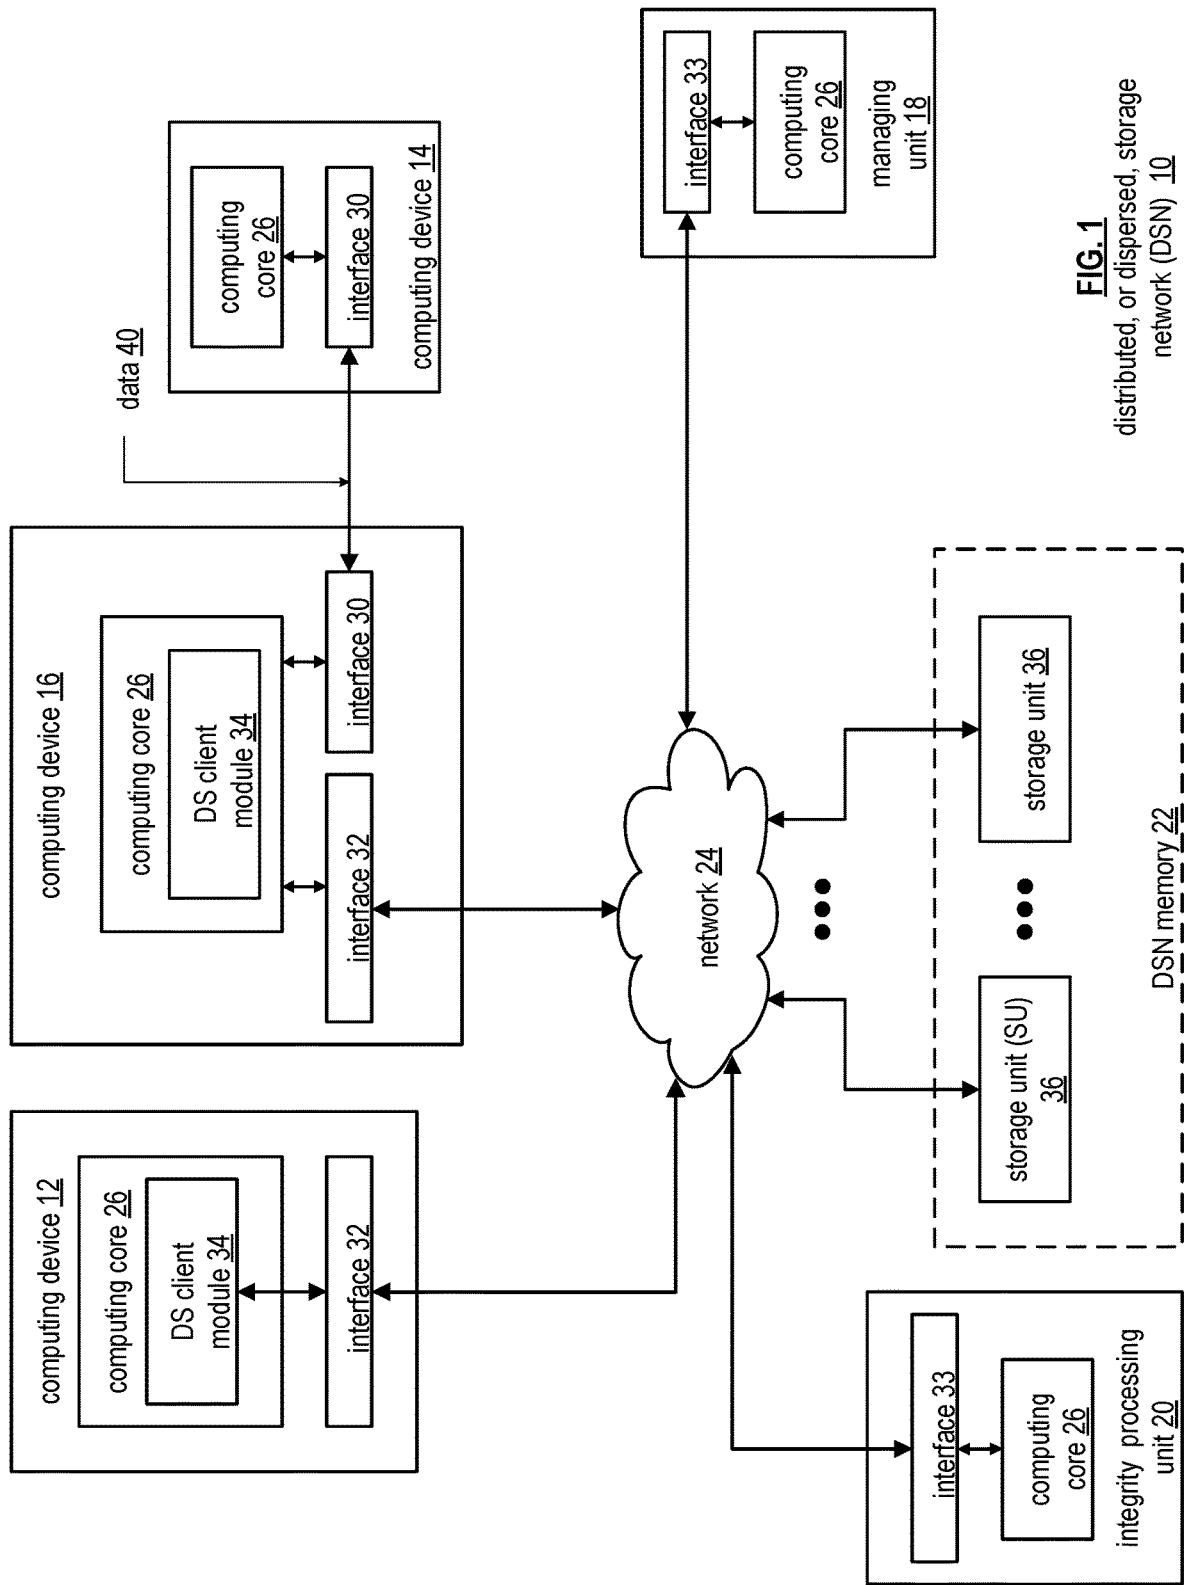 computing device 12
computing core 26
DS client
module 34
interface 32
computing device 16
computing core 26
DS client
module 34
interface 32
interface 30
data 40
computing
core 26
interface 30
computing device 14
network 24
interface 33
computing
core 26
managing
unit 18
interface 33
computing
core 26
integrity processing
unit 20
storage unit (SU)
36
storage unit 36
DSN memory 22
FIG. 1
distributed, or dispersed, storage
network (DSN) 10